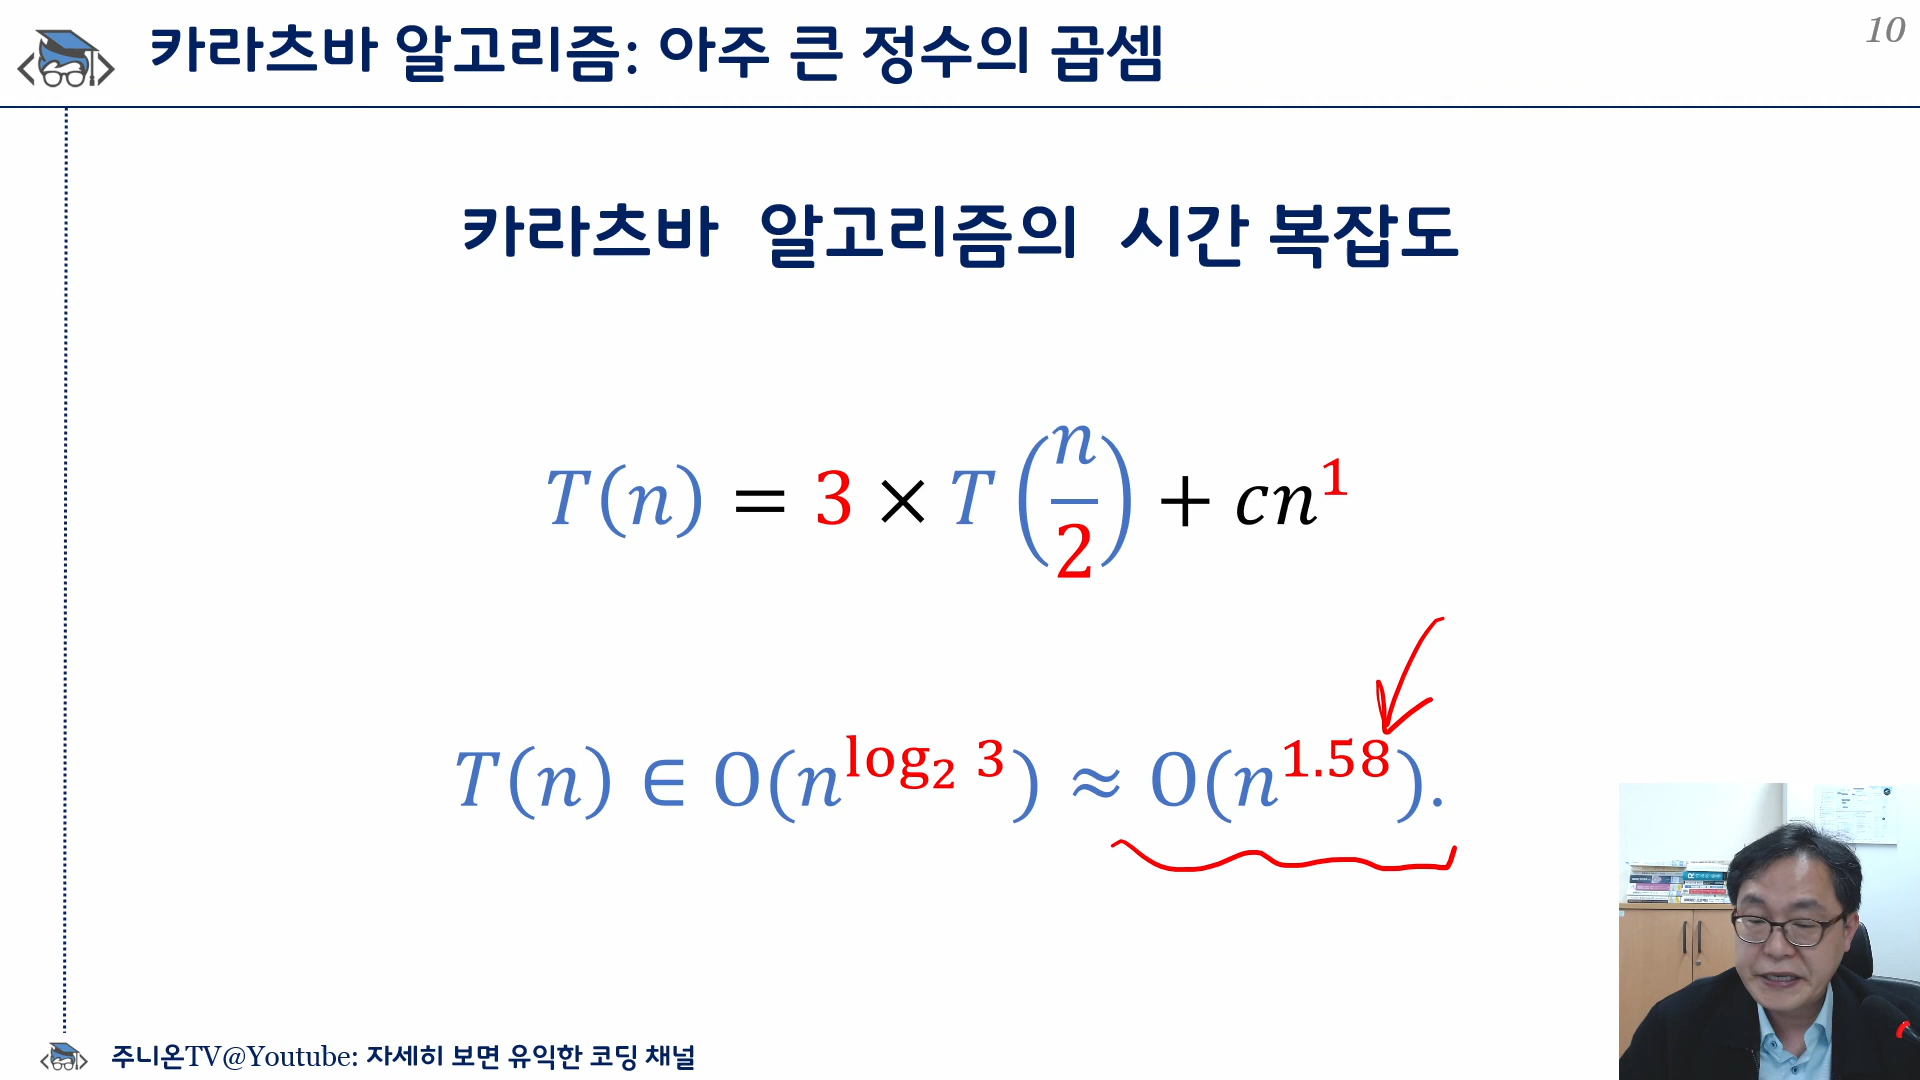 카라츠바 알고리즘: 아주 큰 정수의 곱셈
10
카라츠바 알고리즘의 시간 복잡도
T(n) = 3 × T(n/2) + cn¹
T(n) ∈ O(n^{log₂ 3}) ≈ O(n^{1.58}).
주니온TV@Youtube: 자세히 보면 유익한 코딩 채널